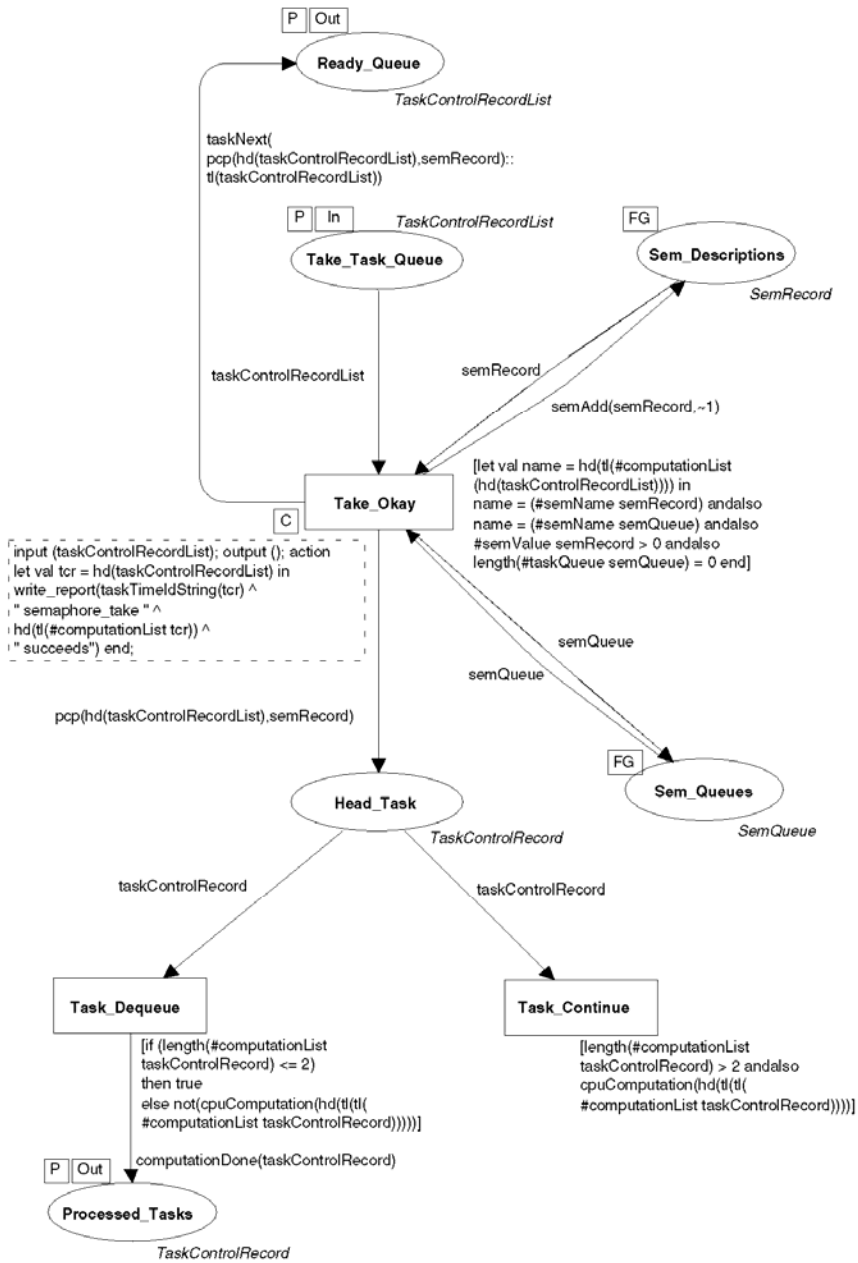 P Out
Ready_Queue
TaskControlRecordList
taskNext(
pcp(hd(taskControlRecordList),semRecord)::
tl(taskControlRecordList))
P In
TaskControlRecordList
Take_Task_Queue
FG
Sem_Descriptions
SemRecord
taskControlRecordList
semRecord
semAdd(semRecord,~1)
Take_Okay
C
[let val name = hd(tl(#computationList
(hd(taskControlRecordList)))) in
name = (#semName semRecord) andalso
name = (#semName semQueue) andalso
#semValue semRecord > 0 andalso
length(#taskQueue semQueue) = 0 end]
input (taskControlRecordList); output (); action
let val tcr = hd(taskControlRecordList) in
write_report(taskTimeIdString(tcr) ^
" semaphore_take " ^
hd(tl(#computationList tcr)) ^
" succeeds") end;
semQueue
semQueue
pcp(hd(taskControlRecordList),semRecord)
FG
Sem_Queues
SemQueue
Head_Task
TaskControlRecord
taskControlRecord
taskControlRecord
Task_Dequeue
Task_Continue
[if (length(#computationList
taskControlRecord) <= 2)
then true
else not(cpuComputation(hd(tl(tl(
#computationList taskControlRecord)))))]
[length(#computationList
taskControlRecord) > 2 andalso
cpuComputation(hd(tl(tl(
#computationList taskControlRecord))))]
computationDone(taskControlRecord)
P Out
Processed_Tasks
TaskControlRecord